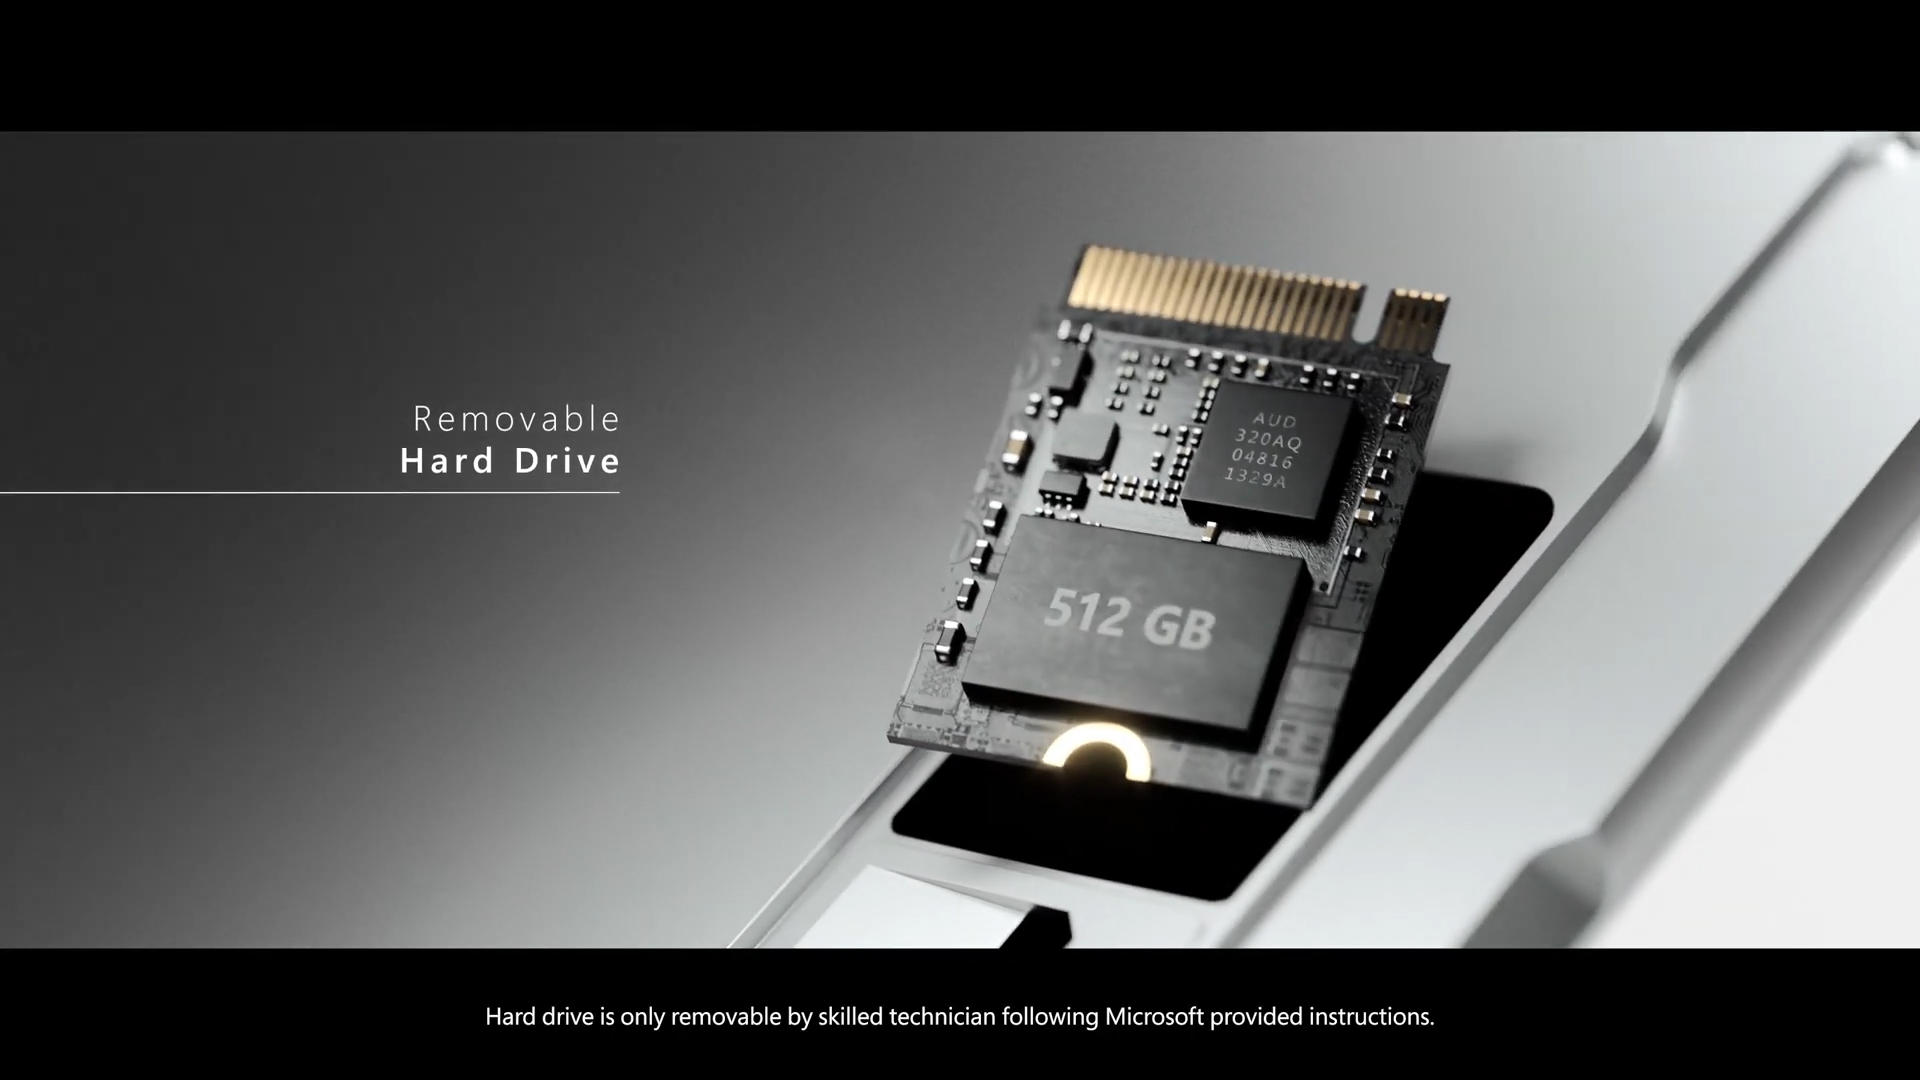 Removable
Hard Drive
AUD
320AQ
04816
1329A
512 GB
Hard drive is only removable by skilled technician following Microsoft provided instructions.